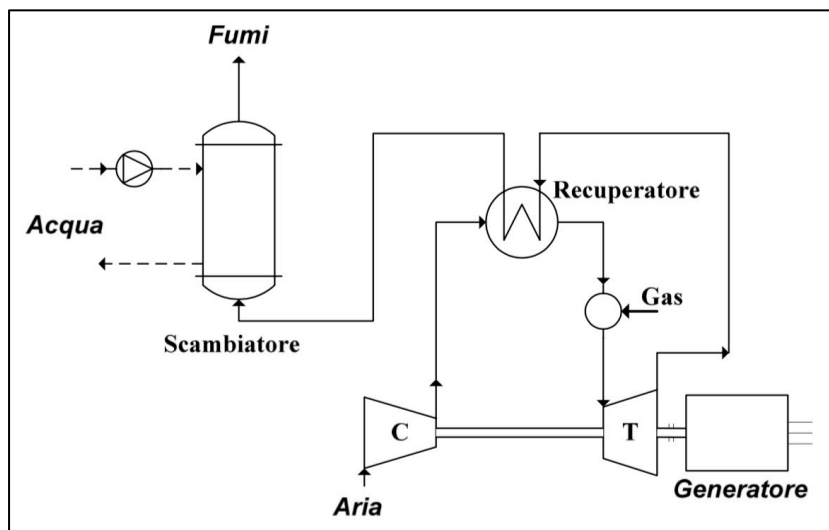 Fumi
Recuperatore
Acqua
Gas
Scambiatore
C
T
Generatore
Aria